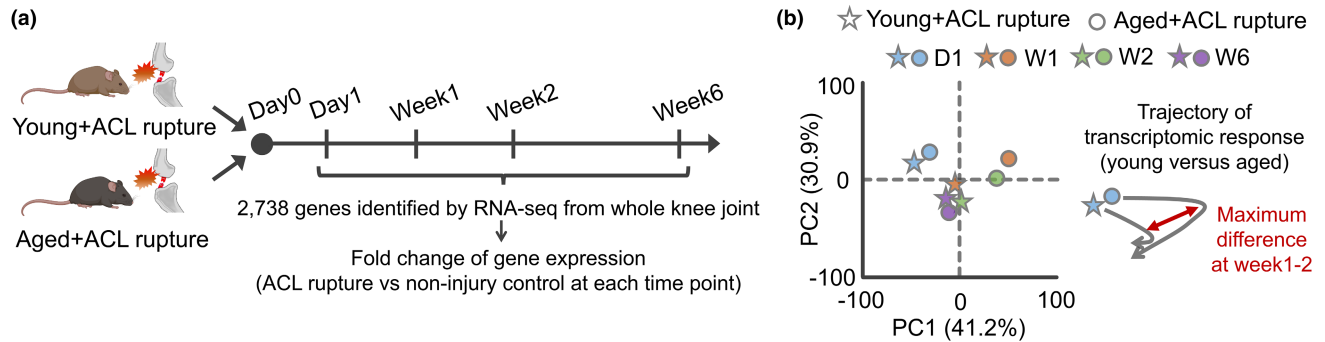 (a)
Young+ACL rupture
Aged+ACL rupture
Day0
Day1
Week1
Week2
Week6
2,738 genes identified by RNA-seq from whole knee joint
Fold change of gene expression
(ACL rupture vs non-injury control at each time point)
(b)
Young+ACL rupture Aged+ACL rupture
D1 W1 W2 W6
PC2 (30.9%)
100
0
-100
-100 0 100
PC1 (41.2%)
Trajectory of
transcriptomic response
(young versus aged)
Maximum
difference
at week1-2